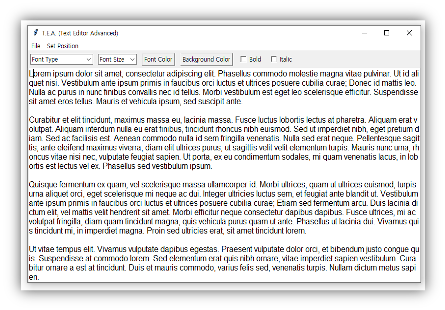 T.E.A. (Text Editor Advanced)
File Set Position
Font Type Font Size Font Color Background Color Bold Italic
Lorem ipsum dolor sit amet, consectetur adipiscing elit. Phasellus commodo molestie magna vitae pulvinar. Ut id ali
quet nisi. Vestibulum ante ipsum primis in faucibus orci luctus et ultrices posuere cubilia curae; Donec id mattis leo.
Nulla ac purus in nunc finibus convallis nec id tellus. Morbi vestibulum est eget leo scelerisque efficitur. Suspendisse
sit amet eros tellus. Mauris et vehicula ipsum, sed suscipit ante.
Curabitur et elit tincidunt, maximus massa eu, lacinia massa. Fusce luctus lobortis lectus at pharetra. Aliquam erat v
olutpat. Aliquam interdum nulla eu erat finibus, tincidunt rhoncus nibh euismod. Sed ut imperdiet nibh, eget pretium d
iam. Sed ac facilisis est. Aenean commodo nulla id sem fringilla venenatis. Nulla sed erat neque. Pellentesque sagit
tis, ante eleifend maximus viverra, diam elit ultrices purus, ut sagittis velit velit elementum turpis. Mauris nunc urna, rh
oncus vitae nisi nec, vulputate feugiat sapien. Ut porta, ex eu condimentum sodales, mi quam venenatis lacus, in lob
ortis est lectus vel ex. Phasellus sed vestibulum ipsum.
Quisque fermentum ex quam, vel scelerisque massa ullamcorper id. Morbi ultrices, quam ut ultrices euismod, turpis
urna aliquet orci, eget scelerisque mi neque ac dui. Integer ultricies luctus sem, et feugiat ante blandit ut. Vestibulum
ante ipsum primis in faucibus orci luctus et ultrices posuere cubilia curae; Etiam sed fermentum arcu. Duis lacinia di
ctum elit, vel mattis velit hendrerit sit amet. Morbi efficitur neque consectetur dapibus dapibus. Fusce ultrices, mi ac
volutpat fringilla, diam quam tincidunt magna, quis vehicula purus quam ut ante. Phasellus ut lacinia dui. Vivamus qui
s tincidunt mi, in imperdiet magna. Proin sed ultricies erat, sit amet tincidunt lorem.
Ut vitae tempus elit. Vivamus vulputate dapibus egestas. Praesent vulputate dolor orci, et bibendum justo congue qu
is. Suspendisse at commodo lorem. Sed elementum erat quis nibh ornare, vitae imperdiet sapien vestibulum. Cura
bitur ornare a est at tincidunt. Duis et mauris commodo, varius felis sed, venenatis turpis. Nullam dictum metus sapi
en.